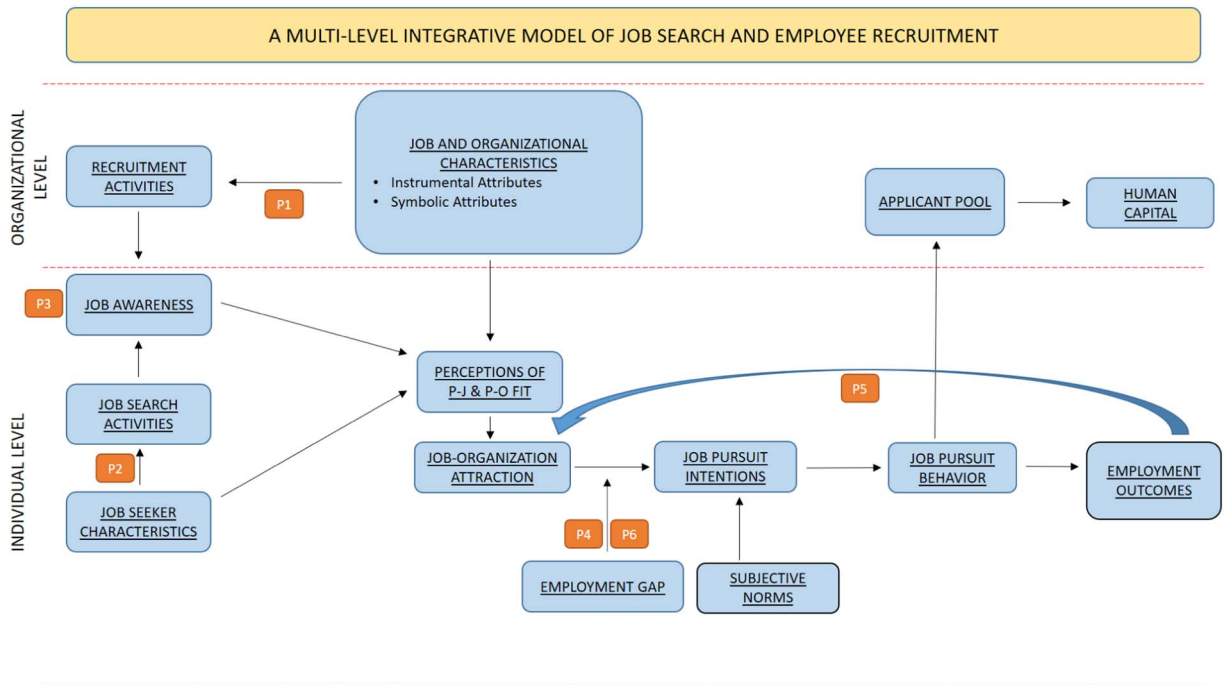 A MULTI-LEVEL INTEGRATIVE MODEL OF JOB SEARCH AND EMPLOYEE RECRUITMENT
ORGANIZATIONAL
LEVEL
RECRUITMENT
ACTIVITIES
P1
JOB AND ORGANIZATIONAL
CHARACTERISTICS
• Instrumental Attributes
• Symbolic Attributes
APPLICANT POOL
HUMAN
CAPITAL
INDIVIDUAL LEVEL
P3
JOB AWARENESS
JOB SEARCH
ACTIVITIES
P2
JOB SEEKER
CHARACTERISTICS
PERCEPTIONS OF
P-J & P-O FIT
P5
JOB-ORGANIZATION
ATTRACTION
JOB PURSUIT
INTENTIONS
JOB PURSUIT
BEHAVIOR
EMPLOYMENT
OUTCOMES
P4
P6
EMPLOYMENT GAP
SUBJECTIVE
NORMS